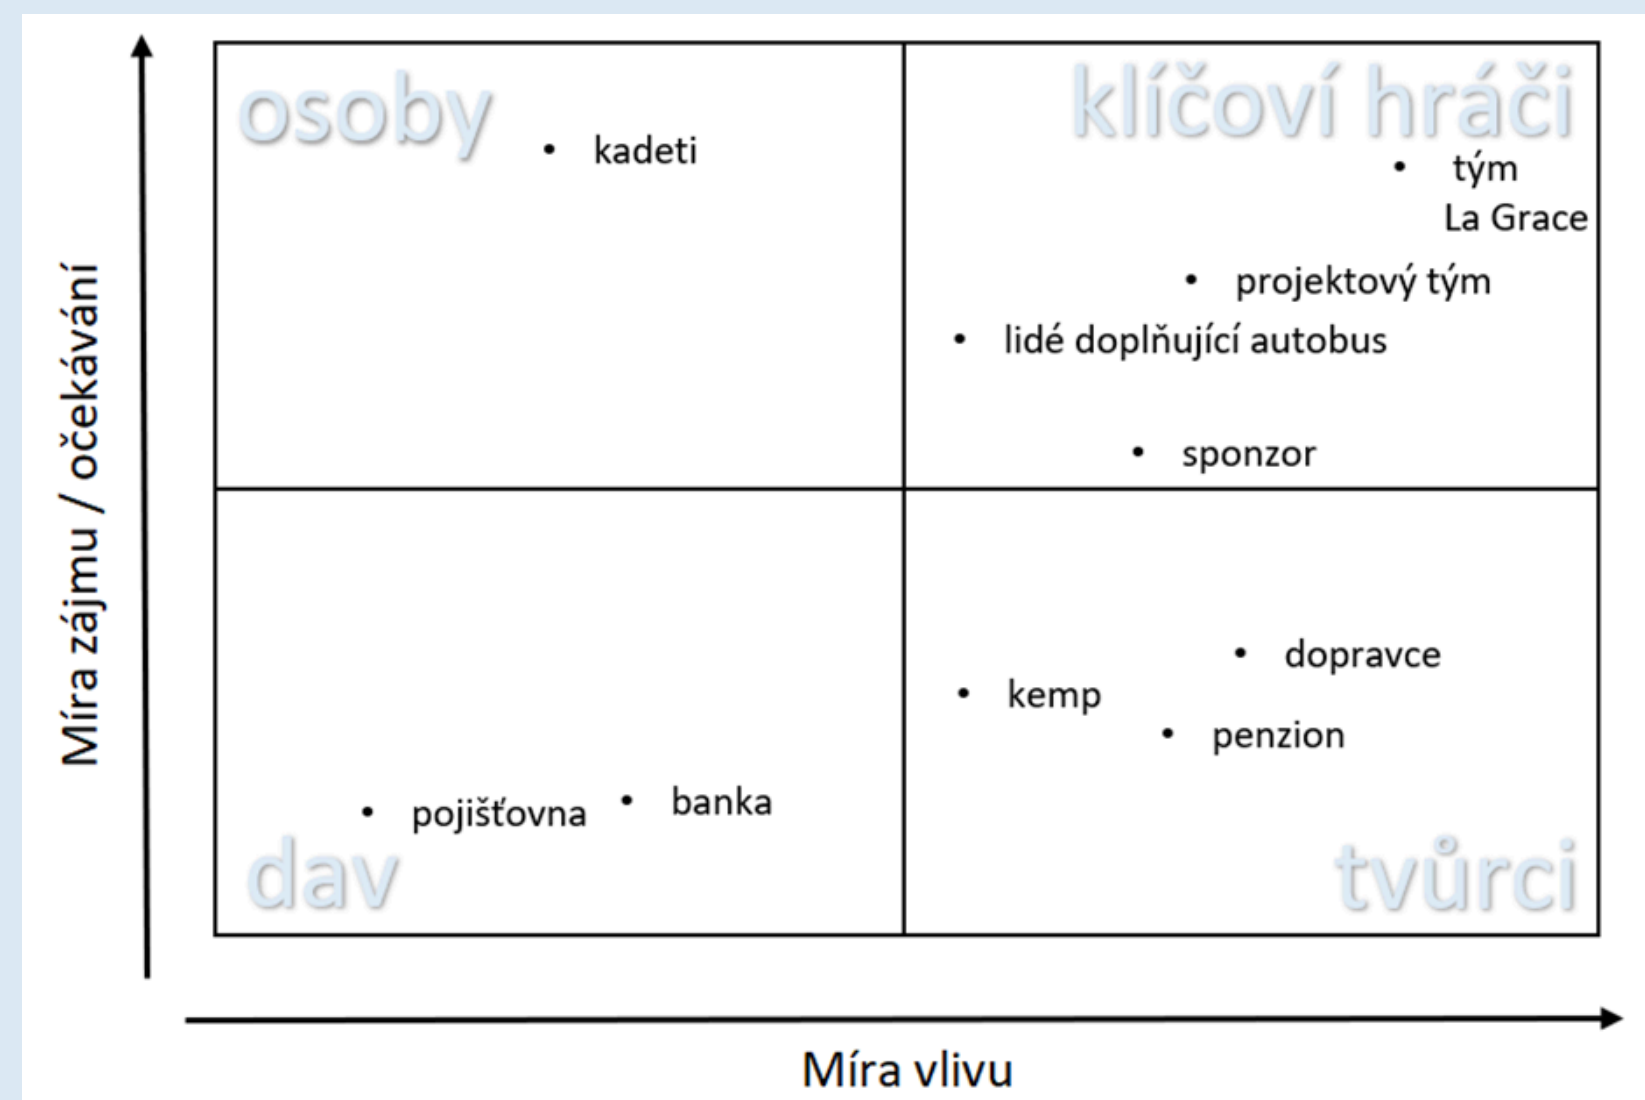 Míra zájmu / očekávání
osoby
kadeti
klíčoví hráči
tým
La Grace
projektový tým
lidé doplňující autobus
sponzor
dav
pojišťovna
banka
dopravce
kemp
penzion
tvůrci
Míra vlivu